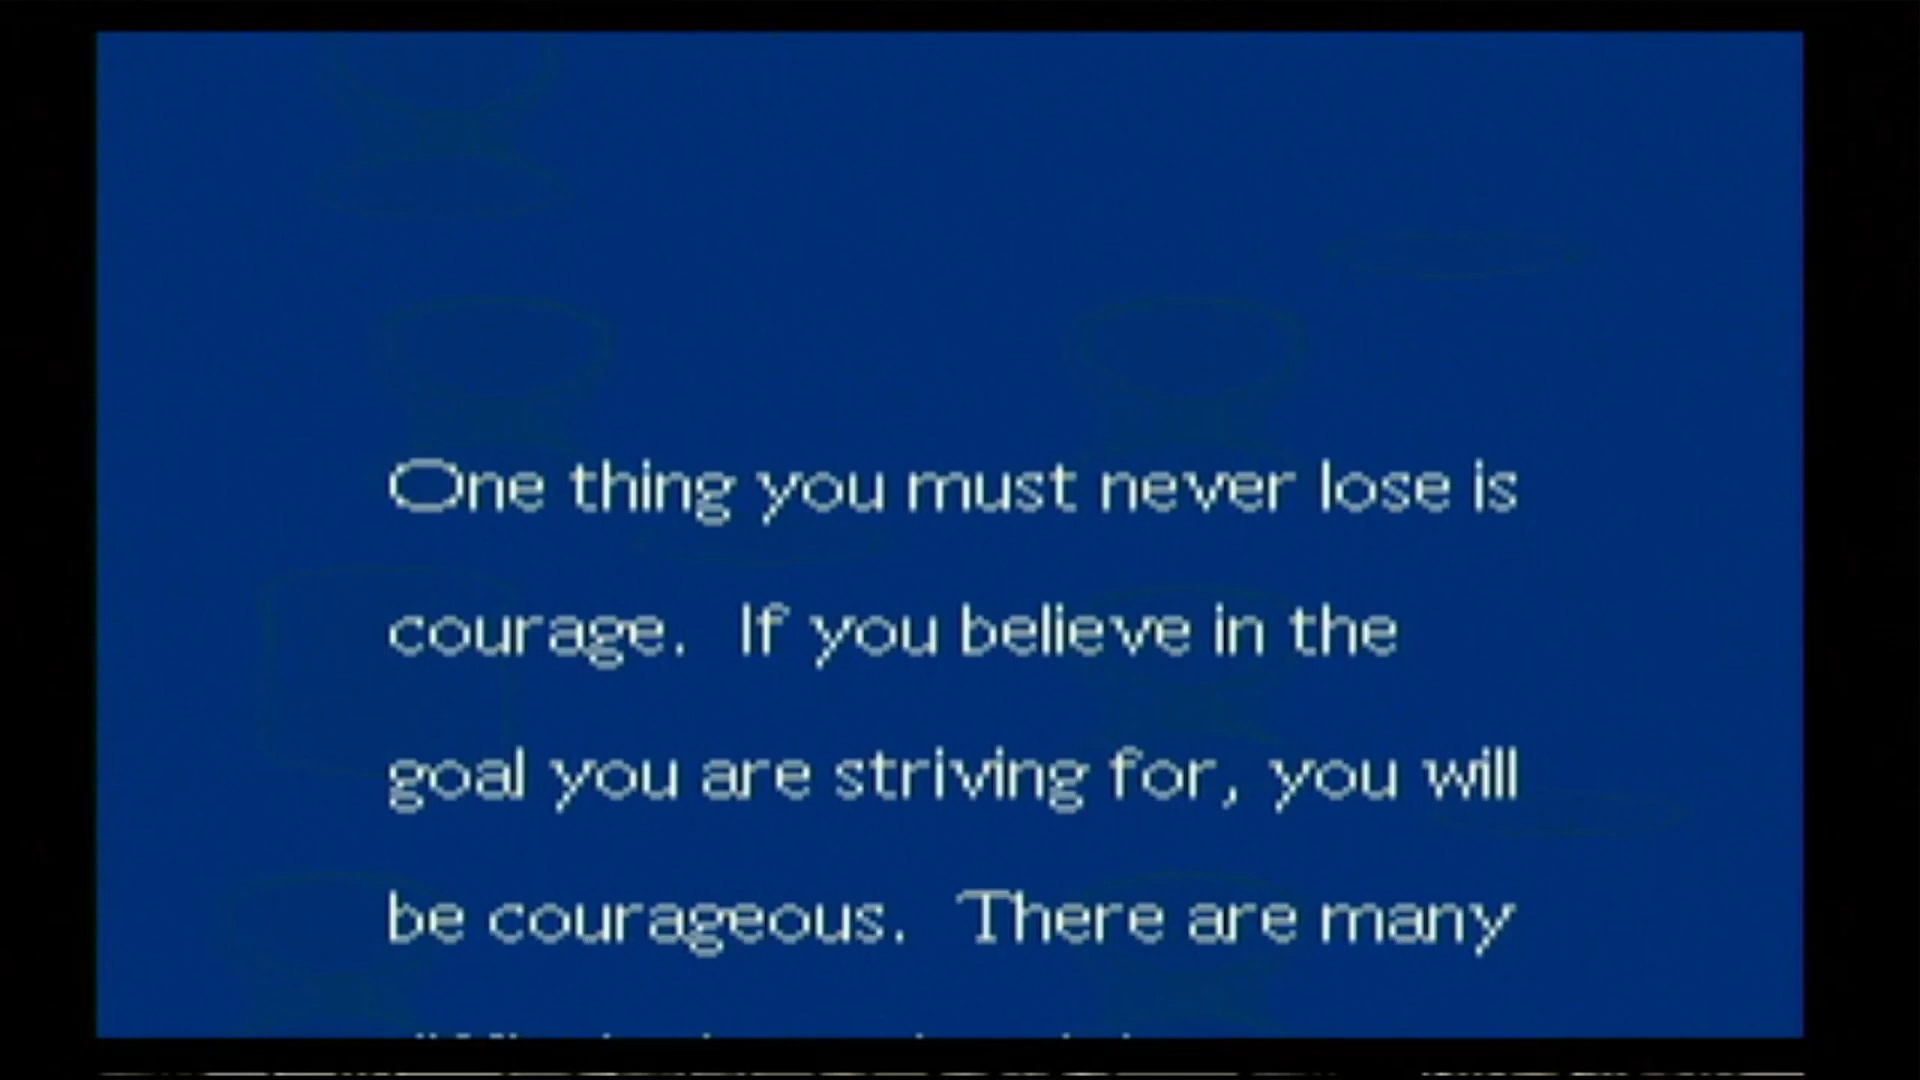 One thing you must never lose is
courage.  If you believe in the
goal you are striving for, you will
be courageous.  There are many